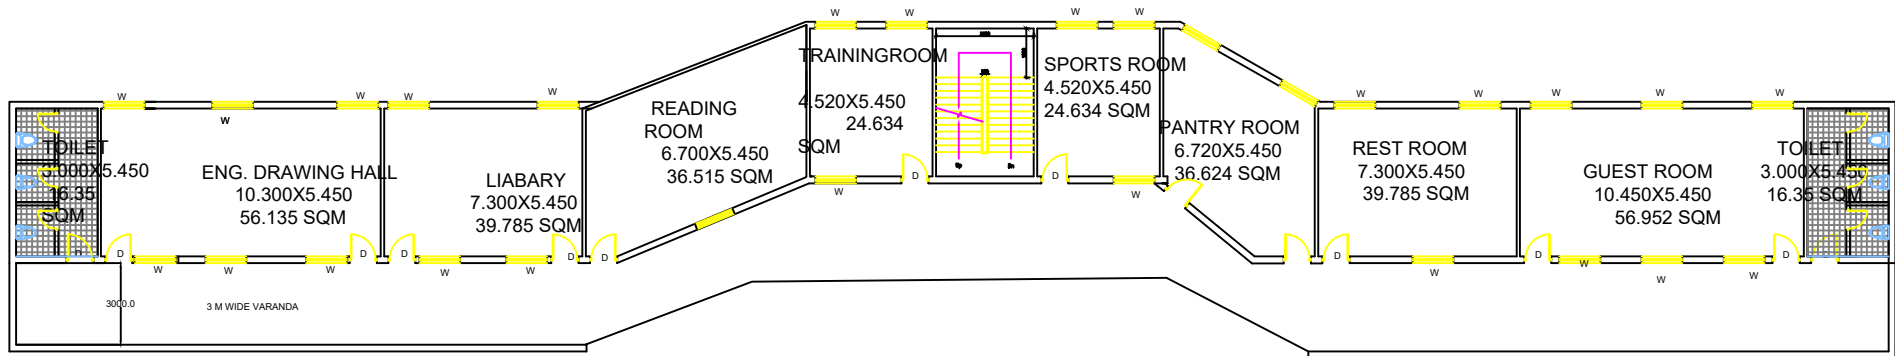 W
W
W
W
TRAININGROOM
4.520X5.450
24.634
SQM
D
W
SPORTS ROOM
4.520X5.450
24.634 SQM
D
W
W
W
W
W
W
W
W
TOILET
3.000X5.450
16.35
SQM
D
D
ENG. DRAWING HALL
10.300X5.450
56.135 SQM
W
W
W
D
LIABARY
7.300X5.450
39.785 SQM
W
W
D
READING
ROOM
6.700X5.450
36.515 SQM
D
PANTRY ROOM
6.720X5.450
36.624 SQM
W
W
REST ROOM
7.300X5.450
39.785 SQM
D
W
W
W
W
GUEST ROOM
10.450X5.450
56.952 SQM
D
W
W
W
D
TOILET
3.000X5.450
16.35 SQM
3000.0
3 M WIDE VARANDA